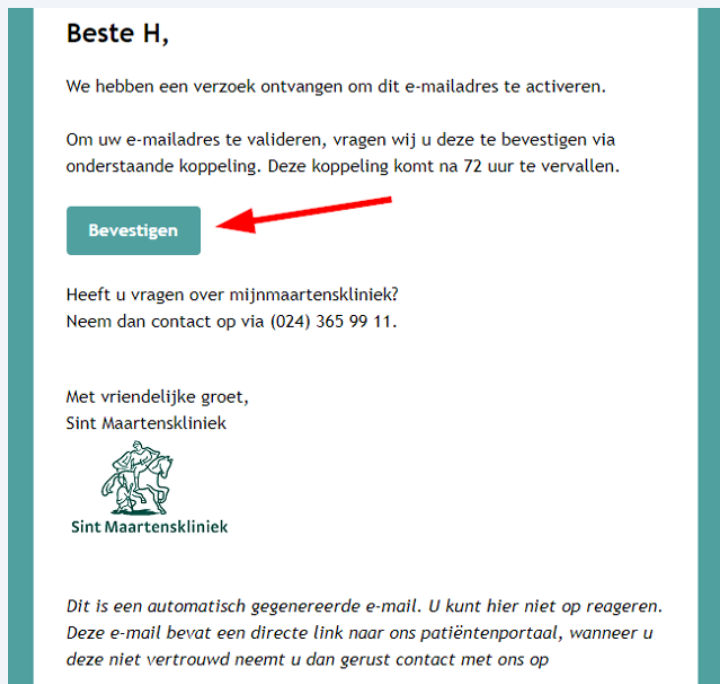 Beste H,
We hebben een verzoek ontvangen om dit e-mailadres te activeren.
Om uw e-mailadres te valideren, vragen wij u deze te bevestigen via
onderstaande koppeling. Deze koppeling komt na 72 uur te vervallen.
Bevestigen
Heeft u vragen over mijnmaartenskliniek?
Neem dan contact op via (024) 365 99 11.
Met vriendelijke groet,
Sint Maartenskliniek
Sint Maartenskliniek
Dit is een automatisch gegenereerde e-mail. U kunt hier niet op reageren.
Deze e-mail bevat een directe link naar ons patiëntenportaal, wanneer u
deze niet vertrouwd neemt u dan gerust contact met ons op